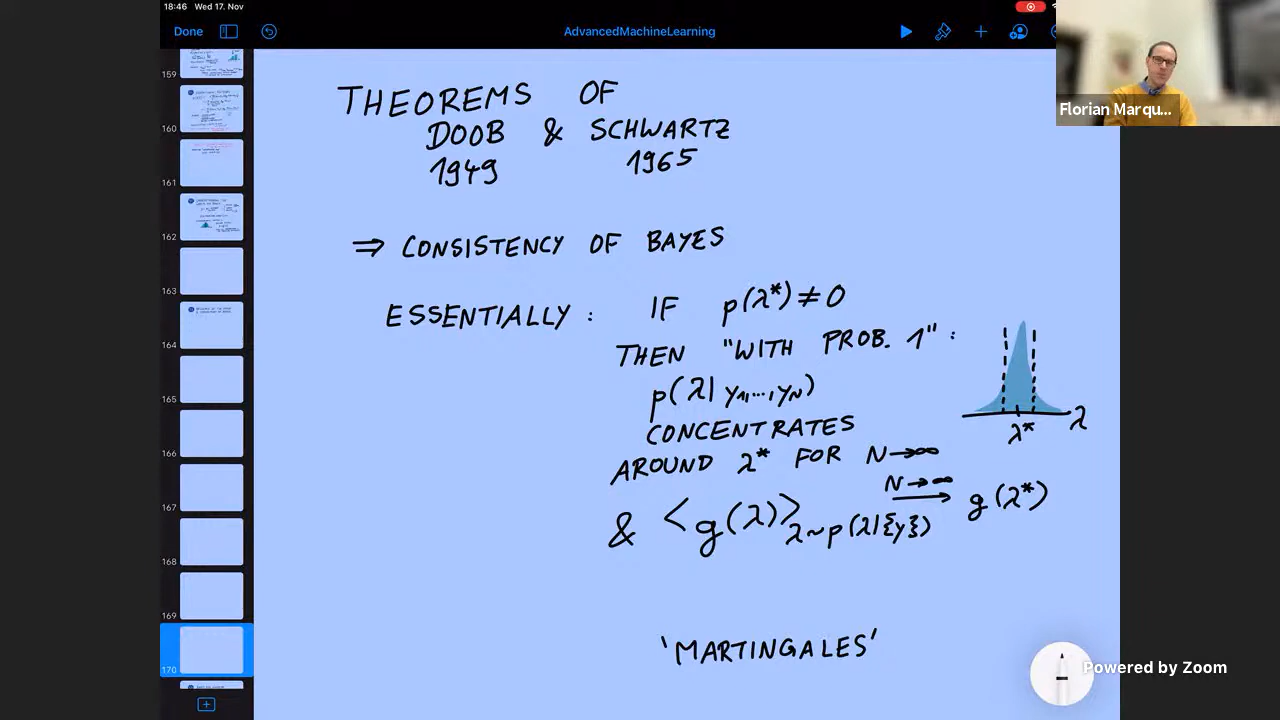 18:46 Wed 17. Nov
Done
AdvancedMachineLearning
Florian Marqu...
159
160
161
162
163
164
165
166
167
168
169
170
THEOREMS OF
DOOB & SCHWARTZ
1949 1965
⇒ CONSISTENCY OF BAYES
ESSENTIALLY : IF p(λ*) ≠ 0
THEN "WITH PROB. 1" :
p(λ| y₁,...,y_N)
CONCENTRATES
AROUND λ* FOR N→∞
λ* λ
& <g(λ)>_λ~p(λ|{y}) N→∞ → g(λ*)
'MARTINGALES'
Powered by Zoom